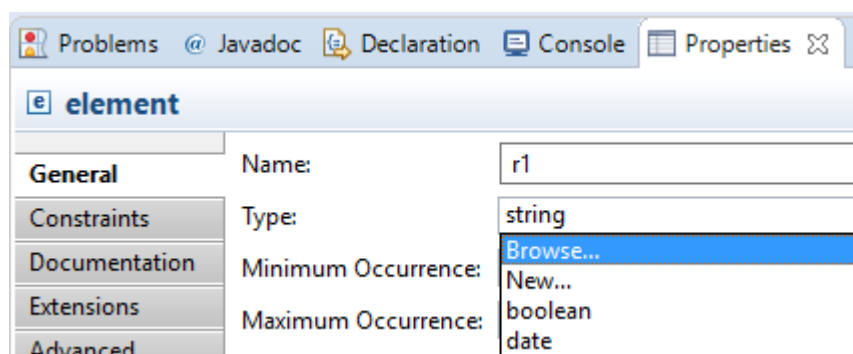 Problems @ Javadoc Declaration Console Properties
e element
General
Name: r1
Constraints
Type: string
Browse...
Documentation
Minimum Occurrence:
New...
Extensions
boolean
Maximum Occurrence:
date
Advanced